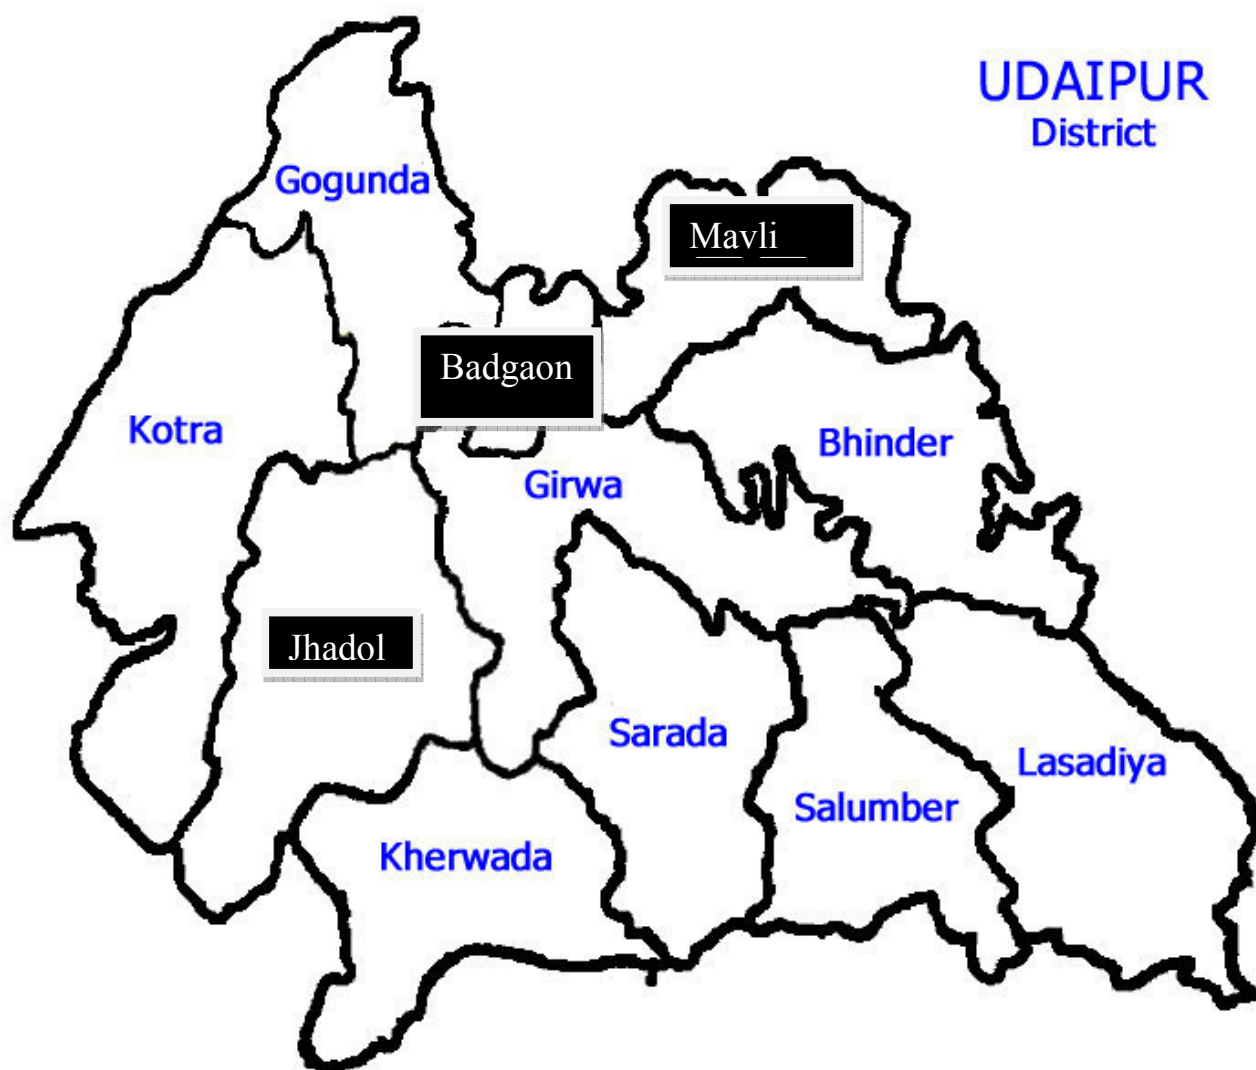 UDAIPUR
District
Gogunda
Mavli
Badgaon
Kotra
Bhinder
Girwa
Jhadol
Sarada
Lasadiya
Salumber
Kherwada